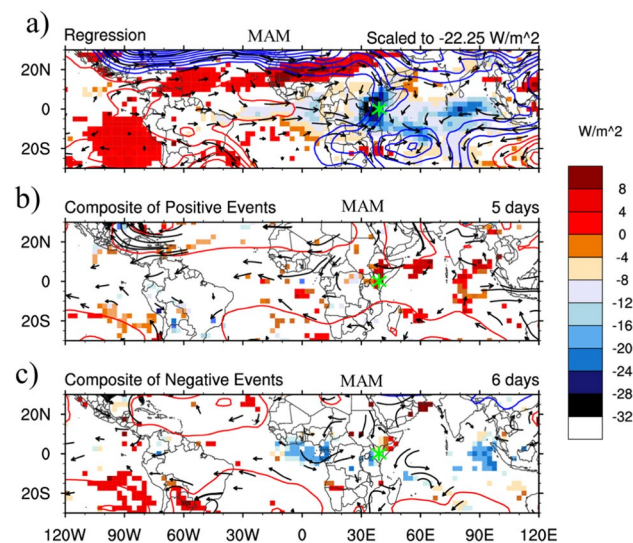 a)
Regression MAM Scaled to -22.25 W/m^2
20N
0
20S
b)
Composite of Positive Events MAM 5 days
20N
0
20S
c)
Composite of Negative Events MAM 6 days
20N
0
20S
120W 90W 60W 30W 0 30E 60E 90E 120E
W/m^2
8
4
0
-4
-8
-12
-16
-20
-24
-28
-32